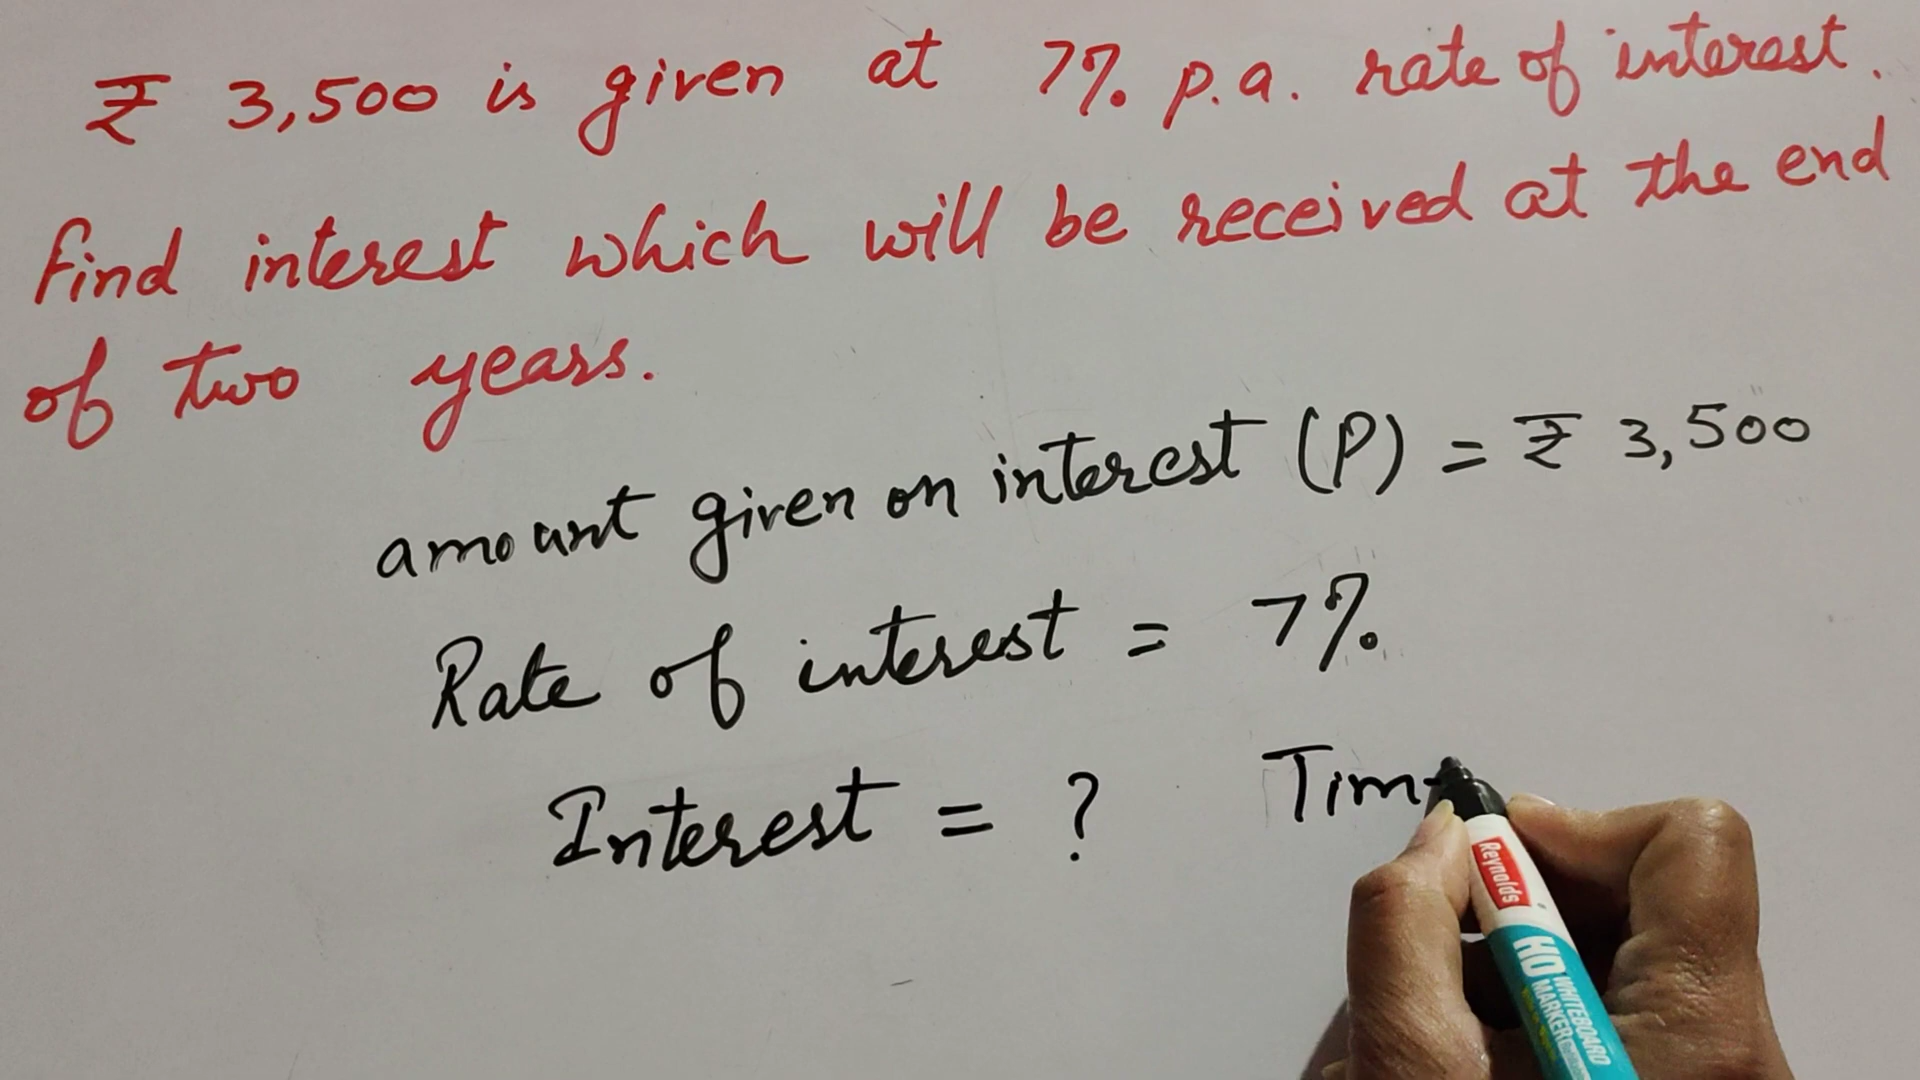 ₹ 3,500 is given at 7% p.a. rate of interest.
find interest which will be received at the end
of two years.
amount given on interest (P) = ₹ 3,500
Rate of interest = 7%
Interest = ? Time
Reynolds
HD WHITEBOARD
MARKER